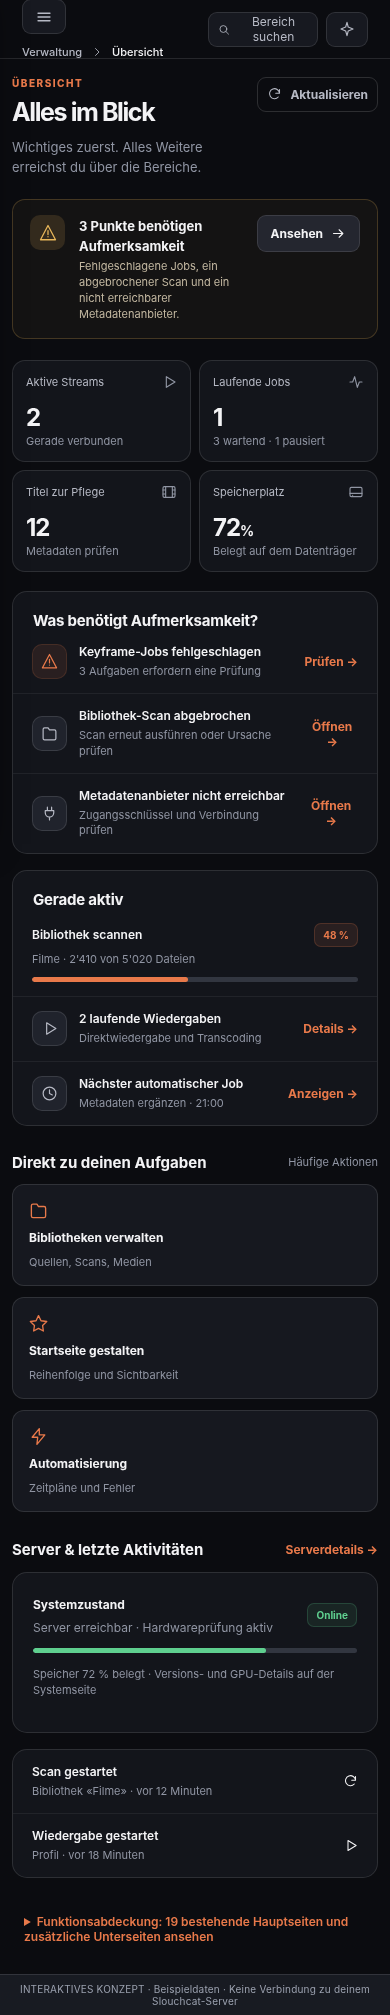 Bereich
suchen
Verwaltung > Übersicht
ÜBERSICHT
Alles im Blick
Aktualisieren
Wichtiges zuerst. Alles Weitere
erreichst du über die Bereiche.
3 Punkte benötigen
Aufmerksamkeit
Ansehen →
Fehlgeschlagene Jobs, ein
abgebrochener Scan und ein
nicht erreichbarer
Metadatenanbieter.
Aktive Streams
2
Gerade verbunden
Laufende Jobs
1
3 wartend · 1 pausiert
Titel zur Pflege
12
Metadaten prüfen
Speicherplatz
72%
Belegt auf dem Datenträger
Was benötigt Aufmerksamkeit?
Keyframe-Jobs fehlgeschlagen
3 Aufgaben erfordern eine Prüfung
Prüfen →
Bibliothek-Scan abgebrochen
Scan erneut ausführen oder Ursache
prüfen
Öffnen
→
Metadatenanbieter nicht erreichbar
Zugangsschlüssel und Verbindung
prüfen
Öffnen
→
Gerade aktiv
Bibliothek scannen
48 %
Filme · 2'410 von 5'020 Dateien
2 laufende Wiedergaben
Direktwiedergabe und Transcoding
Details →
Nächster automatischer Job
Metadaten ergänzen · 21:00
Anzeigen →
Direkt zu deinen Aufgaben
Häufige Aktionen
Bibliotheken verwalten
Quellen, Scans, Medien
Startseite gestalten
Reihenfolge und Sichtbarkeit
Automatisierung
Zeitpläne und Fehler
Server & letzte Aktivitäten
Serverdetails →
Systemzustand
Server erreichbar · Hardwareprüfung aktiv
Online
Speicher 72 % belegt · Versions- und GPU-Details auf der
Systemseite
Scan gestartet
Bibliothek «Filme» · vor 12 Minuten
Wiedergabe gestartet
Profil · vor 18 Minuten
▶ Funktionsabdeckung: 19 bestehende Hauptseiten und
zusätzliche Unterseiten ansehen
INTERAKTIVES KONZEPT · Beispieldaten · Keine Verbindung zu deinem
Slouchcat-Server